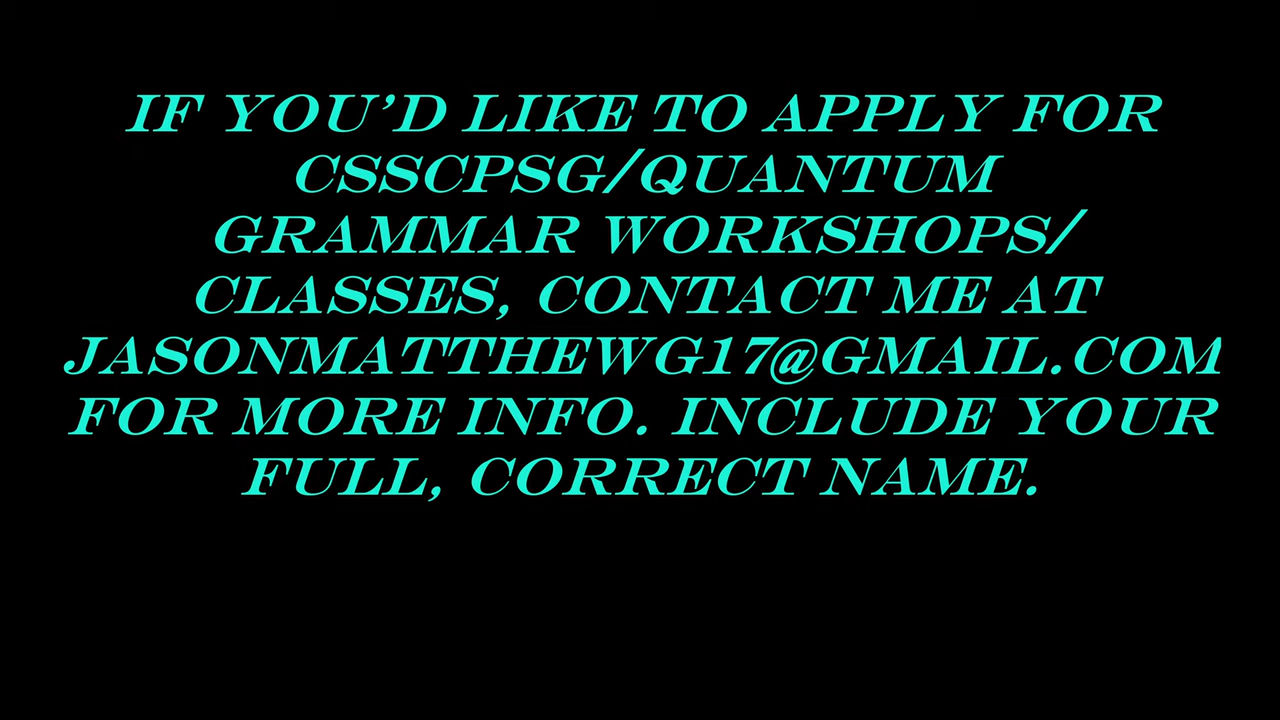 IF YOU'D LIKE TO APPLY FOR
CSSCPSG/QUANTUM
GRAMMAR WORKSHOPS/
CLASSES, CONTACT ME AT
JASONMATTHEWG17@GMAIL.COM
FOR MORE INFO. INCLUDE YOUR
FULL, CORRECT NAME.